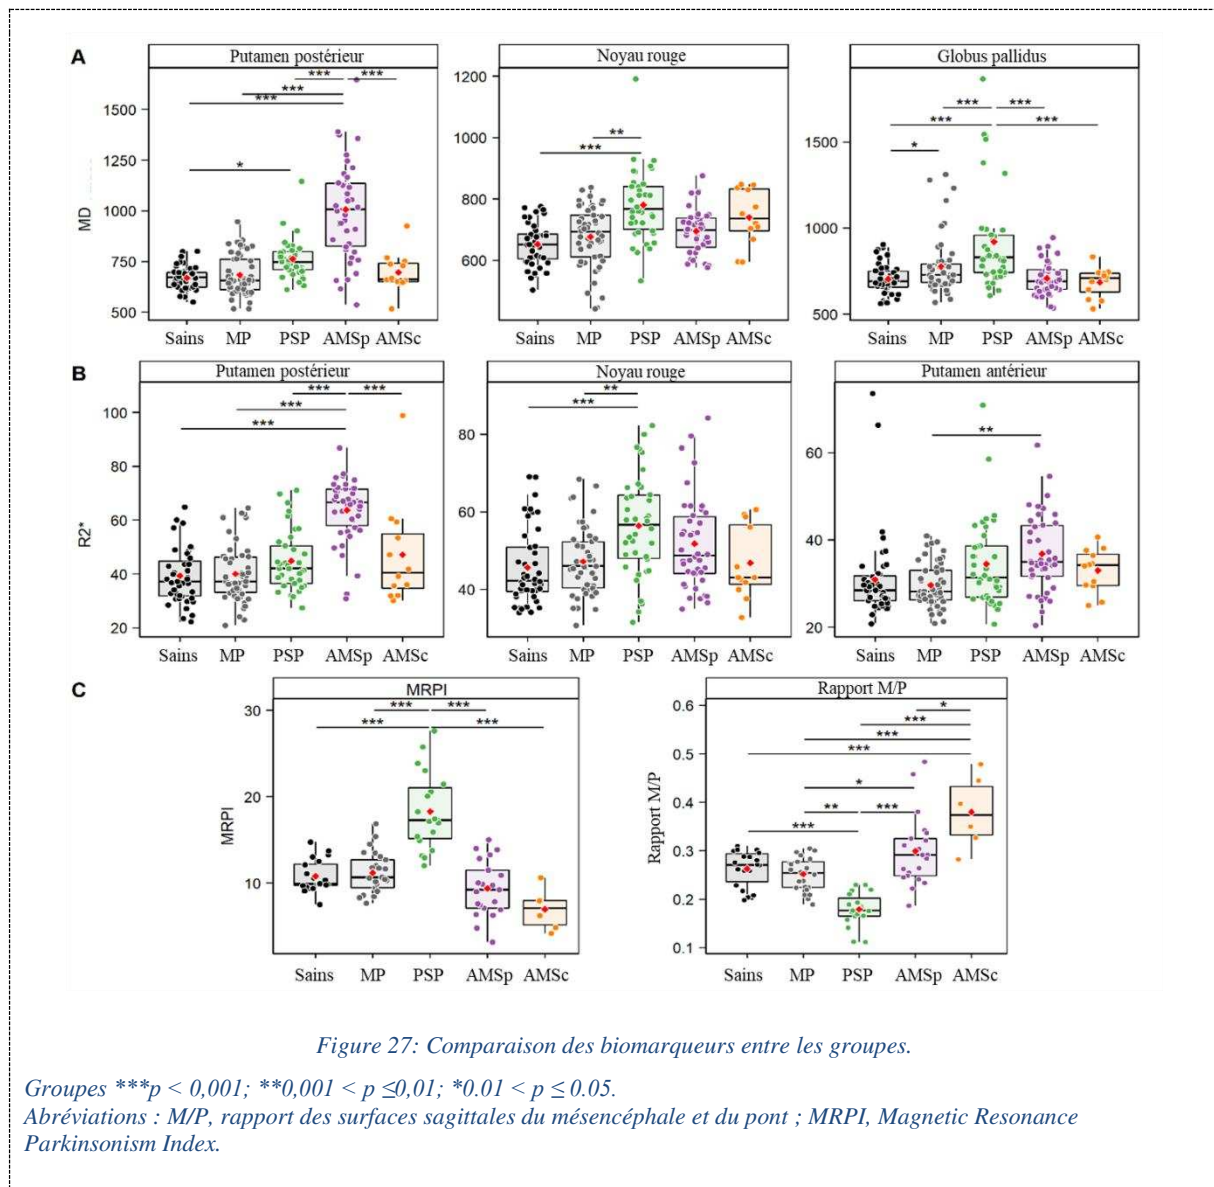 A
Putamen postérieur
Noyau rouge
Globus pallidus
MD
1500
1250
1000
750
500
***
***
***
***
*
Sains MP PSP AMSp AMSc
1200
1000
800
600
**
***
Sains MP PSP AMSp AMSc
1500
1000
500
*** ***
*** ***
*
Sains MP PSP AMSp AMSc
B
Putamen postérieur
Noyau rouge
Putamen antérieur
R2*
100
80
60
40
20
*** ***
***
***
Sains MP PSP AMSp AMSc
80
60
40
**
***
Sains MP PSP AMSp AMSc
60
40
20
**
Sains MP PSP AMSp AMSc
C
MRPI
Rapport M/P
MRPI
30
20
10
*** ***
*** ***
Sains MP PSP AMSp AMSc
Rapport M/P
0.6
0.5
0.4
0.3
0.2
0.1
*
***
***
***
*
** ***
***
Sains MP PSP AMSp AMSc
Figure 27: Comparaison des biomarqueurs entre les groupes.
Groupes ***p < 0,001; **0,001 < p ≤0,01; *0.01 < p ≤ 0.05.
Abréviations : M/P, rapport des surfaces sagittales du mésencéphale et du pont ; MRPI, Magnetic Resonance
Parkinsonism Index.